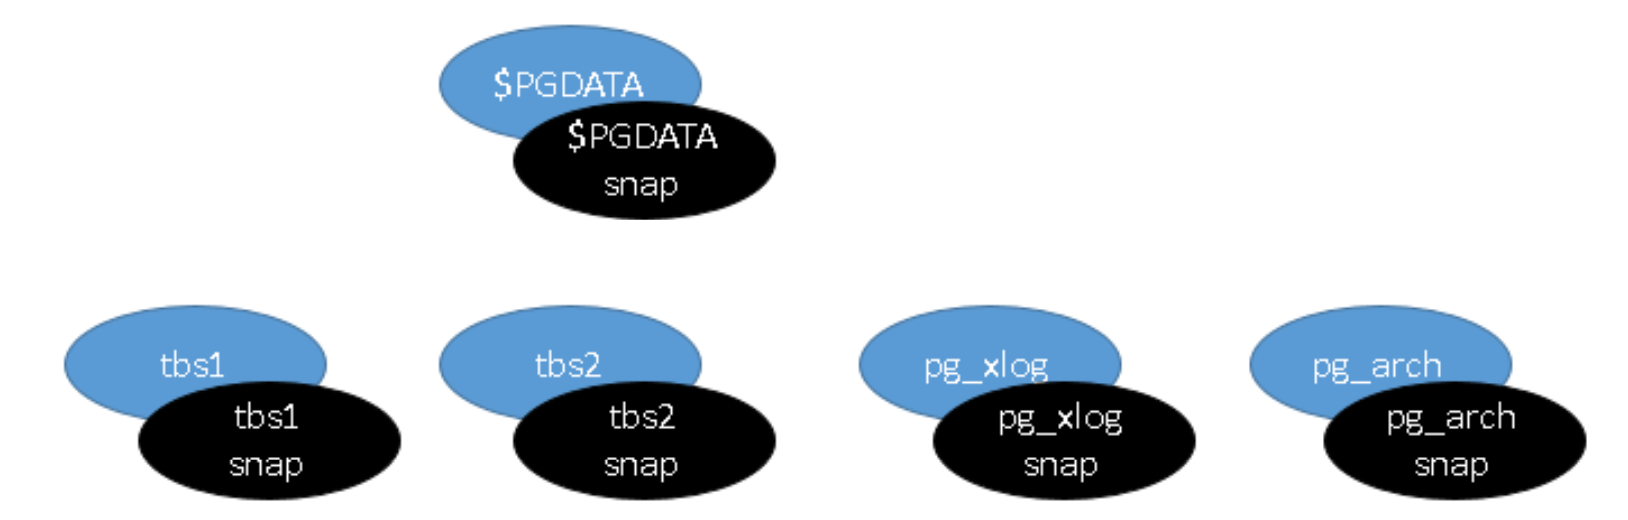 $PGDATA
$PGDATA
snap
tbs1
tbs1
snap
tbs2
tbs2
snap
pg_xlog
pg_xlog
snap
pg_arch
pg_arch
snap